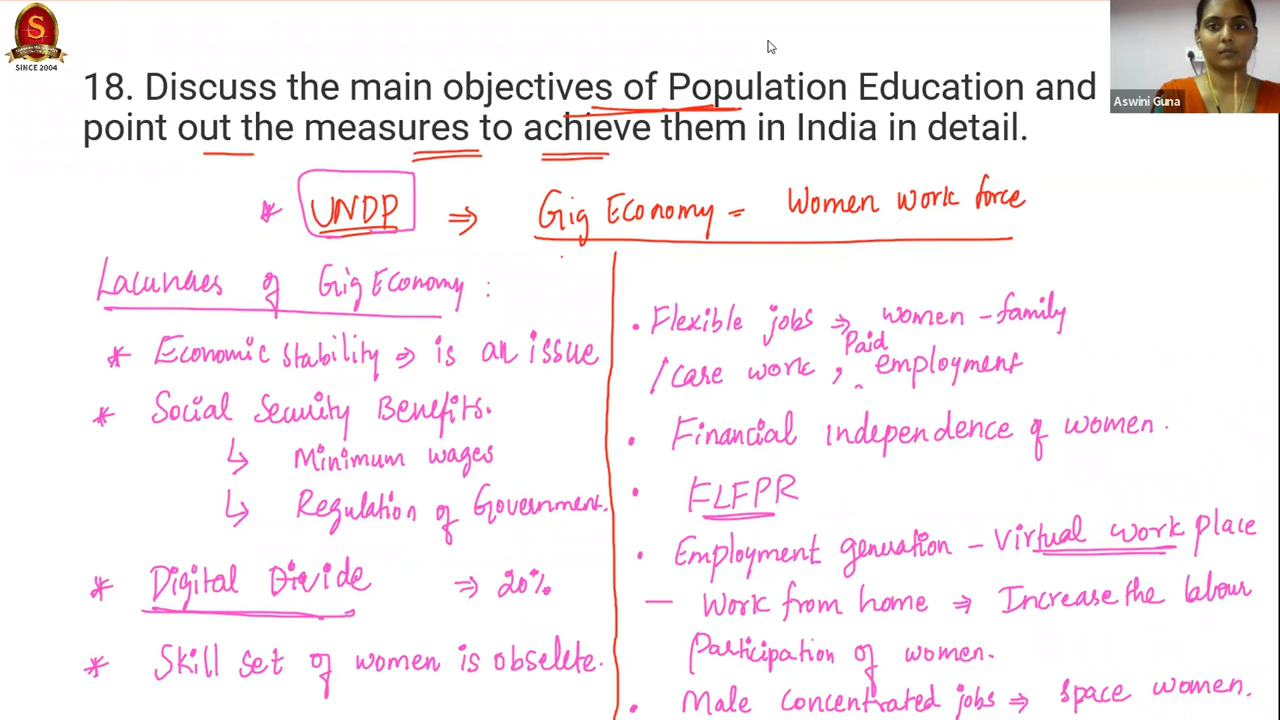 S
SINCE 2004
18. Discuss the main objectives of Population Education and
point out the measures to achieve them in India in detail.
Aswini Guna
* UNDP ⇒ Gig Economy = Women work force
Lacunaes of Gig Economy :
* Economic stability ⇒ is an issue
* Social Security Benefits.
↳ Minimum wages
↳ Regulation of Government.
* Digital Divide ⇒ 20%
* Skill set of women is obselete.
• Flexible jobs ⇒ women - family
/care work, Paid employment
• Financial independence of women.
• FLFPR
• Employment genuation - Virtual work place
— Work from home ⇒ Increase the labour
Participation of women.
• Male concentrated jobs ⇒ space women.